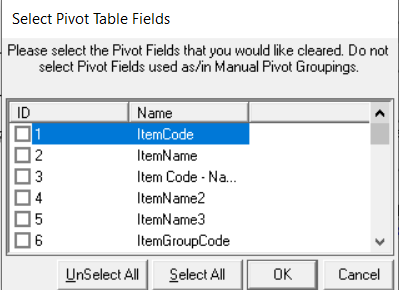 Select Pivot Table Fields
Please select the Pivot Fields that you would like cleared. Do not
select Pivot Fields used as/in Manual Pivot Groupings.
ID Name
1 ItemCode
2 ItemName
3 Item Code - Na...
4 ItemName2
5 ItemName3
6 ItemGroupCode
UnSelect All Select All OK Cancel